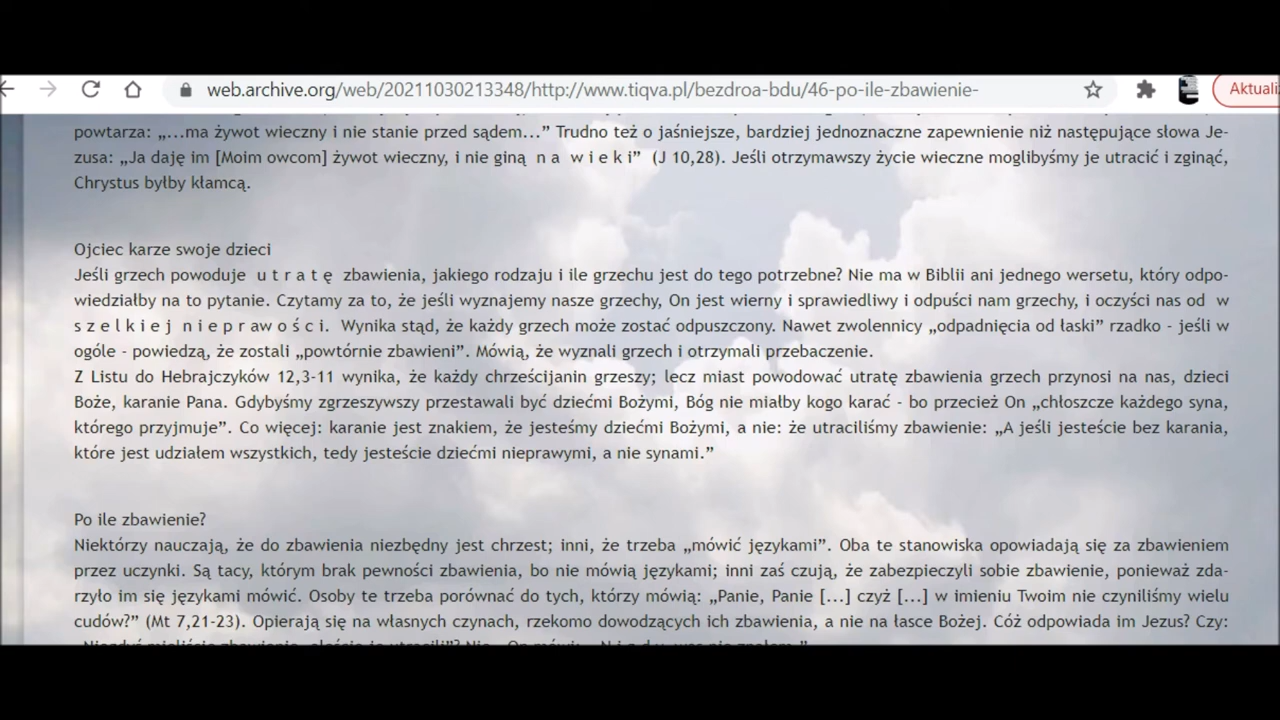 web.archive.org/web/20211030213348/http://www.tiqva.pl/bezdroa-bdu/46-po-ile-zbawienie-
powtarza: „...ma żywot wieczny i nie stanie przed sądem...” Trudno też o jaśniejsze, bardziej jednoznaczne zapewnienie niż następujące słowa Je-
zusa: „Ja daję im [Moim owcom] żywot wieczny, i nie giną n a w i e k i” (J 10,28). Jeśli otrzymawszy życie wieczne moglibyśmy je utracić i zginąć,
Chrystus byłby kłamcą.
Ojciec karze swoje dzieci
Jeśli grzech powoduje u t r a t ę zbawienia, jakiego rodzaju i ile grzechu jest do tego potrzebne? Nie ma w Biblii ani jednego wersetu, który odpo-
wiedziałby na to pytanie. Czytamy za to, że jeśli wyznajemy nasze grzechy, On jest wierny i sprawiedliwy i odpuści nam grzechy, i oczyści nas od w
s z e l k i e j n i e p r a w o ś c i. Wynika stąd, że każdy grzech może zostać odpuszczony. Nawet zwolennicy „odpadnięcia od łaski” rzadko - jeśli w
ogóle - powiedzą, że zostali „powtórnie zbawieni”. Mówią, że wyznali grzech i otrzymali przebaczenie.
Z Listu do Hebrajczyków 12,3-11 wynika, że każdy chrześcijanin grzeszy; lecz miast powodować utratę zbawienia grzech przynosi na nas, dzieci
Boże, karanie Pana. Gdybyśmy zgrzeszywszy przestawali być dziećmi Bożymi, Bóg nie miałby kogo karać - bo przecież On „chłoszcze każdego syna,
którego przyjmuje”. Co więcej: karanie jest znakiem, że jesteśmy dziećmi Bożymi, a nie: że utraciliśmy zbawienie: „A jeśli jesteście bez karania,
które jest udziałem wszystkich, tedy jesteście dziećmi nieprawymi, a nie synami.”
Po ile zbawienie?
Niektórzy nauczają, że do zbawienia niezbędny jest chrzest; inni, że trzeba „mówić językami”. Oba te stanowiska opowiadają się za zbawieniem
przez uczynki. Są tacy, którym brak pewności zbawienia, bo nie mówią językami; inni zaś czują, że zabezpieczyli sobie zbawienie, ponieważ zda-
rzyło im się językami mówić. Osoby te trzeba porównać do tych, którzy mówią: „Panie, Panie [...] czyż [...] w imieniu Twoim nie czyniliśmy wielu
cudów?” (Mt 7,21-23). Opierają się na własnych czynach, rzekomo dowodzących ich zbawienia, a nie na łasce Bożej. Cóż odpowiada im Jezus? Czy: